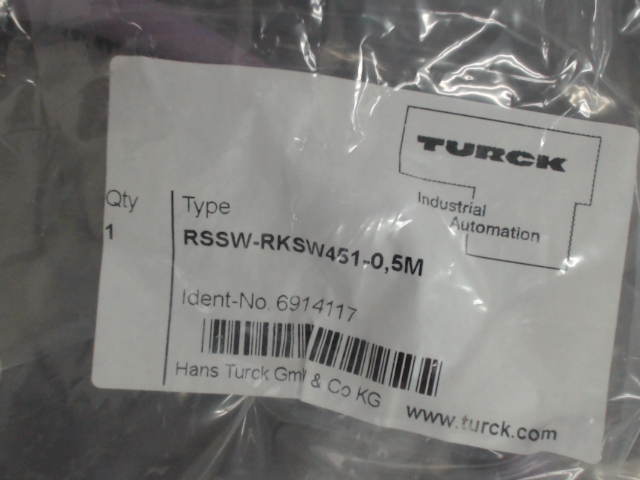 TURCK
Industrial
Automation
Qty
Type
1
RSSW-RKSW451-0,5M
Ident-No. 6914117
Hans Turck GmbH & Co KG
www.turck.com